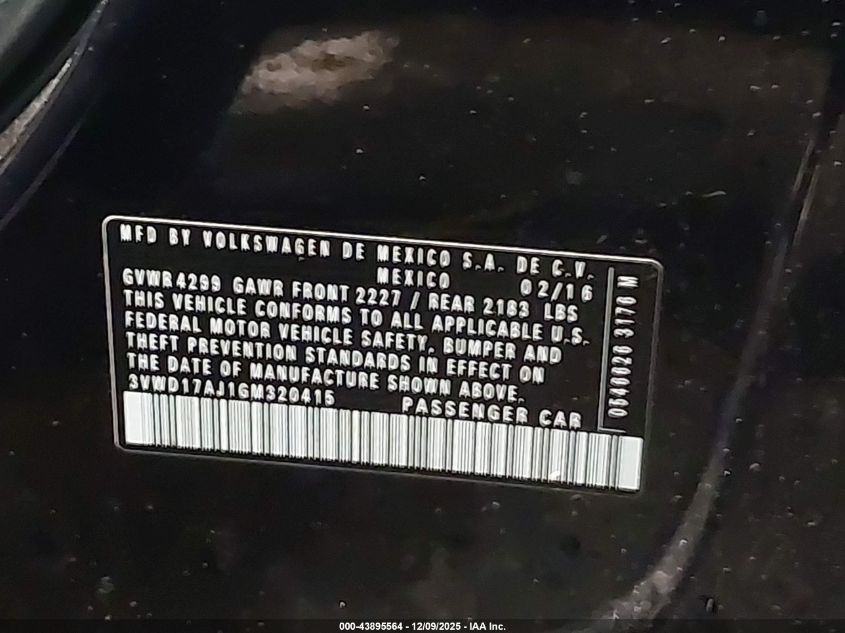 MFD BY VOLKSWAGEN DE MEXICO S.A. DE C.V.
MEXICO 02/16
GVWR 4299 GAWR FRONT 2227 / REAR 2183 LBS
THIS VEHICLE CONFORMS TO ALL APPLICABLE U.S.
FEDERAL MOTOR VEHICLE SAFETY, BUMPER AND
THEFT PREVENTION STANDARDS IN EFFECT ON
THE DATE OF MANUFACTURE SHOWN ABOVE.
3VWD17AJ1GM320415 PASSENGER CAR
3176 M
000-43895564 - 12/09/2025 - IAA Inc.